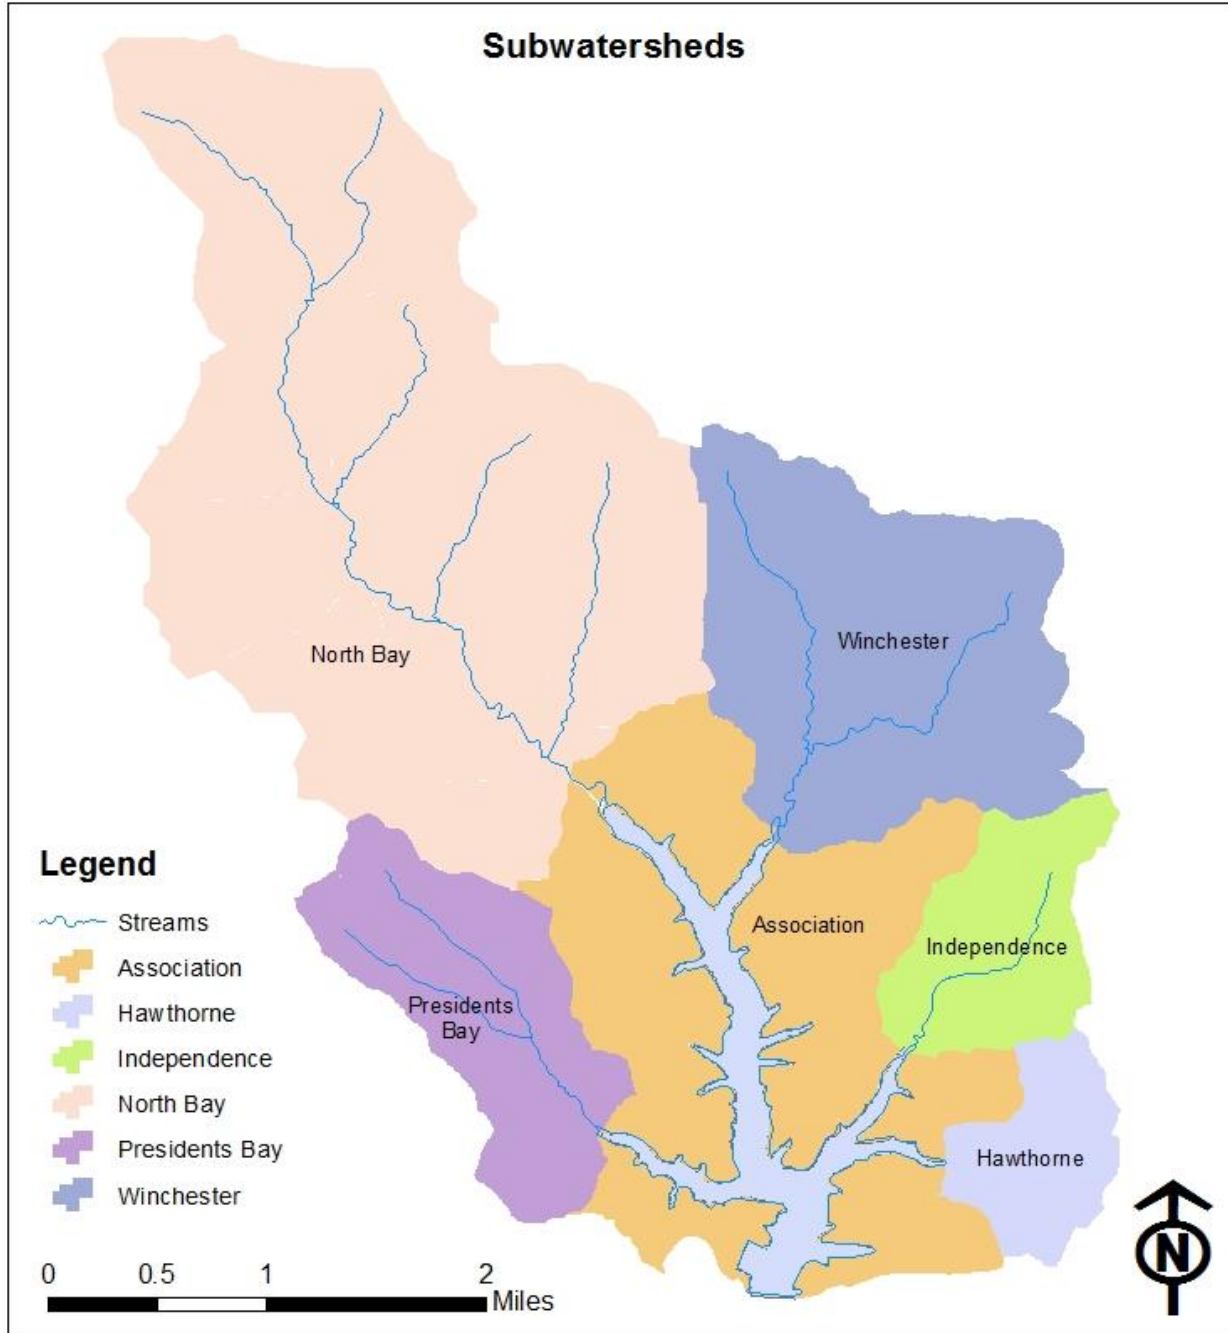 Subwatersheds
North Bay
Winchester
Association
Independence
Presidents
Bay
Hawthorne
Legend
Streams
Association
Hawthorne
Independence
North Bay
Presidents Bay
Winchester
0 0.5 1 2
Miles
N